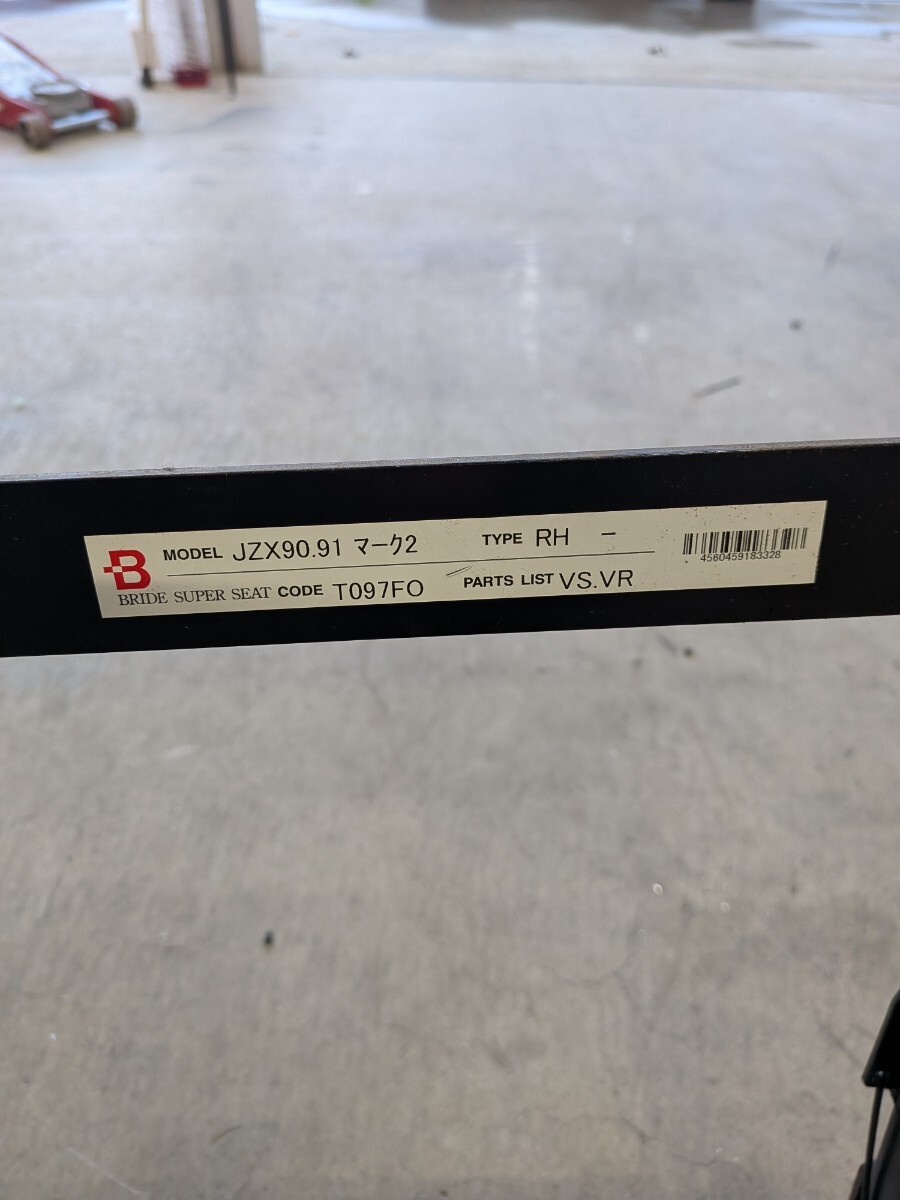 B MODEL JZX90.91 マーク2 TYPE RH -
BRIDE SUPER SEAT CODE T097FO PARTS LIST VS.VR
4560459183328